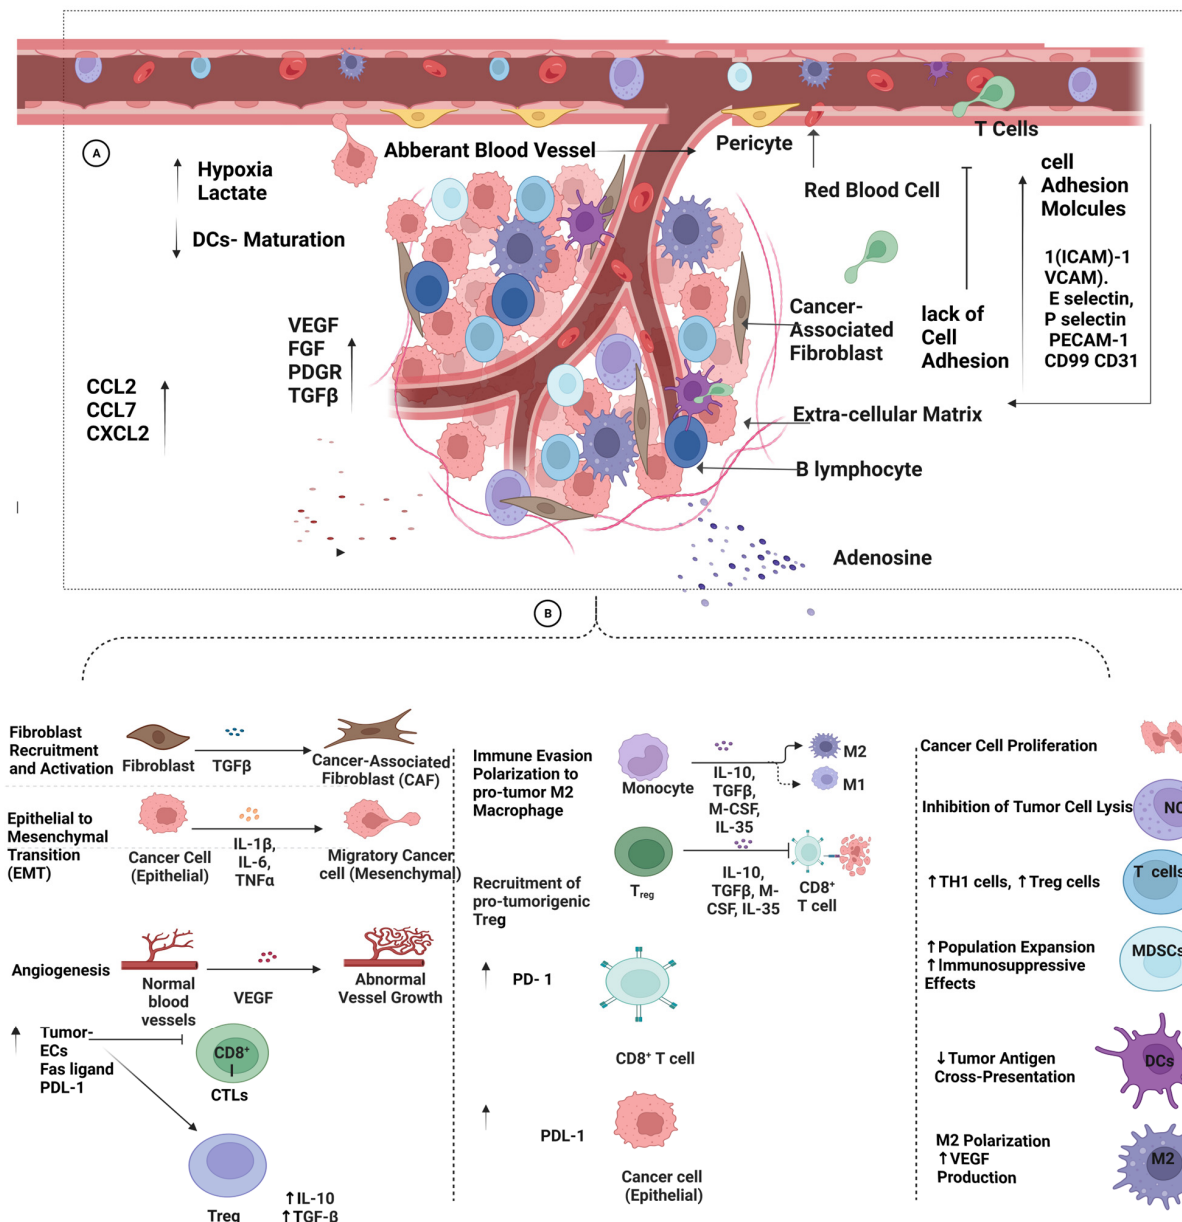 A
Hypoxia
Lactate
DCs- Maturation
Abberant Blood Vessel
Pericyte
Red Blood Cell
T Cells
cell
Adhesion
Molcules
1(ICAM)-1
VCAM).
E selectin,
P selectin
PECAM-1
CD99 CD31
lack of
Cell
Adhesion
VEGF
FGF
PDGR
TGFβ
CCL2
CCL7
CXCL2
Cancer-
Associated
Fibroblast
Extra-cellular Matrix
B lymphocyte
Adenosine
B
Fibroblast
Recruitment
and Activation
Fibroblast
TGFβ
Cancer-Associated
Fibroblast (CAF)
Epithelial to
Mesenchymal
Transition
(EMT)
Cancer Cell
(Epithelial)
IL-1β,
IL-6,
TNFα
Migratory Cancer
cell (Mesenchymal)
Angiogenesis
Normal
blood
vessels
VEGF
Abnormal
Vessel Growth
Tumor-
ECs
Fas ligand
PDL-1
CD8+
CTLs
Treg
↑IL-10
↑TGF-β
Immune Evasion
Polarization to
pro-tumor M2
Macrophage
Monocyte
IL-10,
TGFβ,
M-CSF,
IL-35
M2
M1
Recruitment of
pro-tumorigenic
Treg
Treg
IL-10,
TGFβ, M-
CSF, IL-35
CD8+
T cell
PD- 1
CD8+ T cell
PDL-1
Cancer cell
(Epithelial)
Cancer Cell Proliferation
Inhibition of Tumor Cell Lysis
↑TH1 cells, ↑Treg cells
T cells
↑Population Expansion
↑Immunosuppressive
Effects
MDSCs
↓Tumor Antigen
Cross-Presentation
DCs
M2 Polarization
↑VEGF
Production
M2